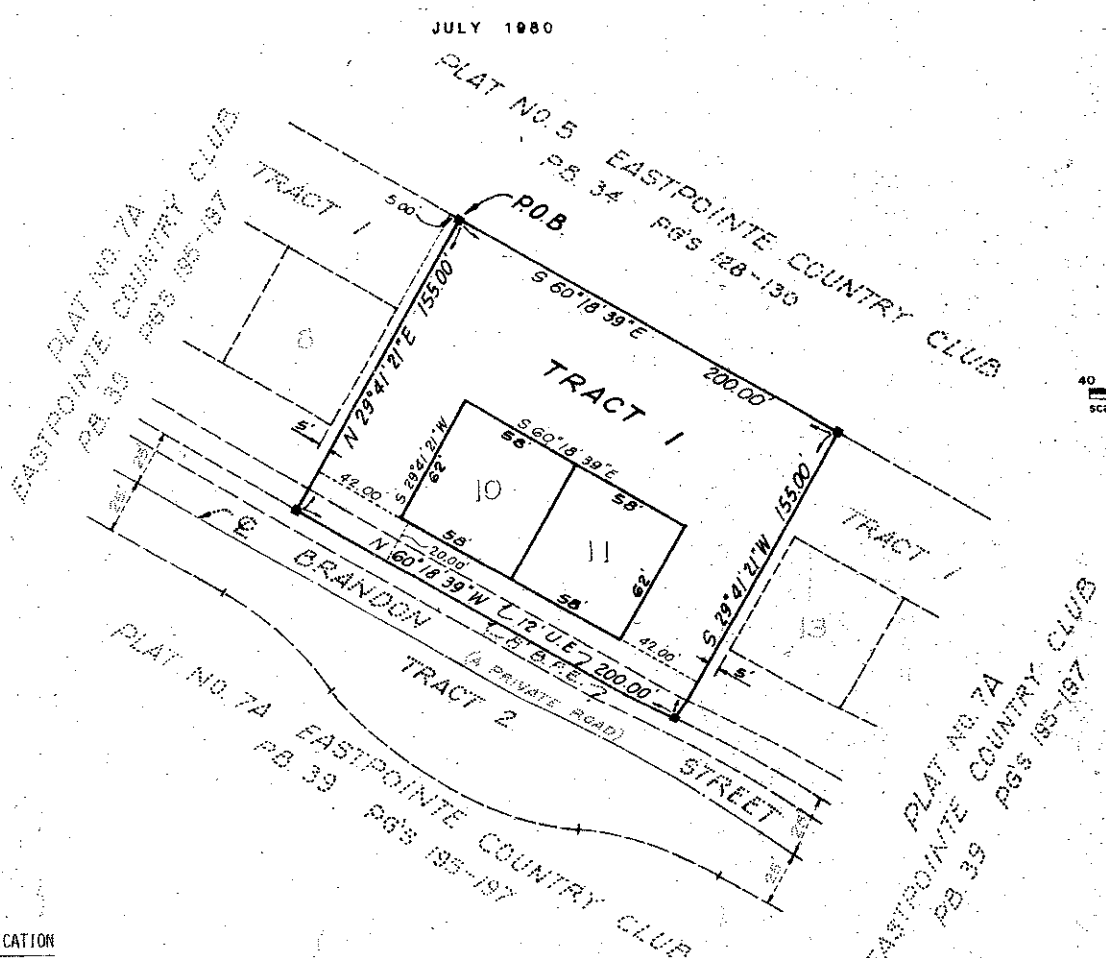 JULY 1980
PLAT NO. 5 EASTPOINTE COUNTRY CLUB
P.B. 34 PG'S 128-130
PLAT NO. 7A
EASTPOINTE COUNTRY CLUB
P.B. 39 PG'S 195-197
TRACT 1
5.00
P.O.B.
S 60°18'39"E
200.00'
N 29°41'21"E 155.00'
TRACT 1
40
5'
S 29°41'21"W
62'
58'
S 60°18'39"E
58'
10
11
42.00'
58'
20.00'
58'
62'
42.00'
S 29°41'21"W 155.00'
TRACT 1
13
5'
25'
25'
℄
N 60°18'39"W
200.00'
12' U.E.
BRANDON
STREET
(A PRIVATE ROAD)
TRACT 2
25'
25'
PLAT NO. 7A EASTPOINTE COUNTRY CLUB
P.B. 39 PG'S 195-197
PLAT NO. 7A
EASTPOINTE COUNTRY CLUB
P.B. 39 PG'S 195-197
CATION